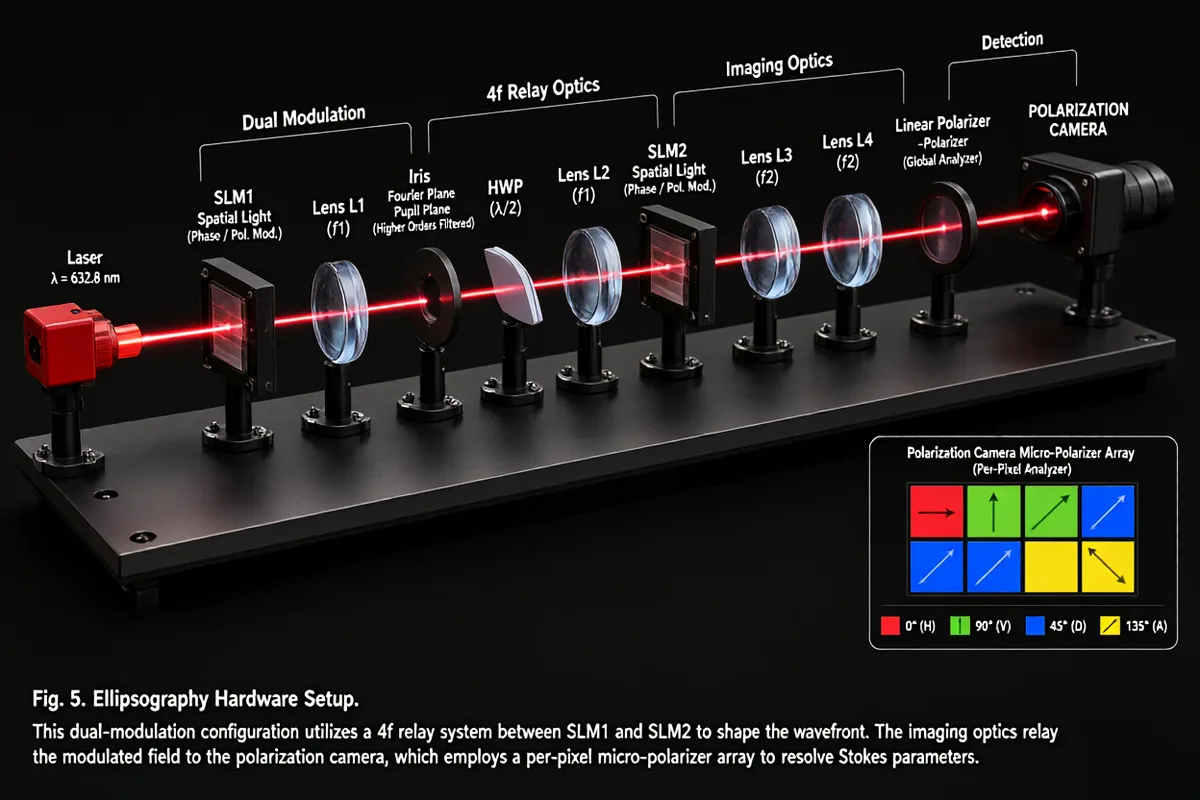 Detection
Imaging Optics
4f Relay Optics
Dual Modulation
POLARIZATION
CAMERA
Linear Polarizer
-Polarizer
(Global Analyzer)
Lens L4
(f2)
Lens L3
(f2)
SLM2
Spatial Light
(Phase / Pol. Mod.)
Lens L2
(f1)
HWP
(λ/2)
Iris
Fourier Plane
Pupil Plane
(Higher Orders Filtered)
Lens L1
(f1)
SLM1
Spatial Light
(Phase / Pol. Mod.)
Laser
λ = 632.8 nm
Polarization Camera Micro-Polarizer Array
(Per-Pixel Analyzer)
0° (H)
90° (V)
45° (D)
135° (A)
Fig. 5. Ellipsography Hardware Setup.
This dual-modulation configuration utilizes a 4f relay system between SLM1 and SLM2 to shape the wavefront. The imaging optics relay
the modulated field to the polarization camera, which employs a per-pixel micro-polarizer array to resolve Stokes parameters.